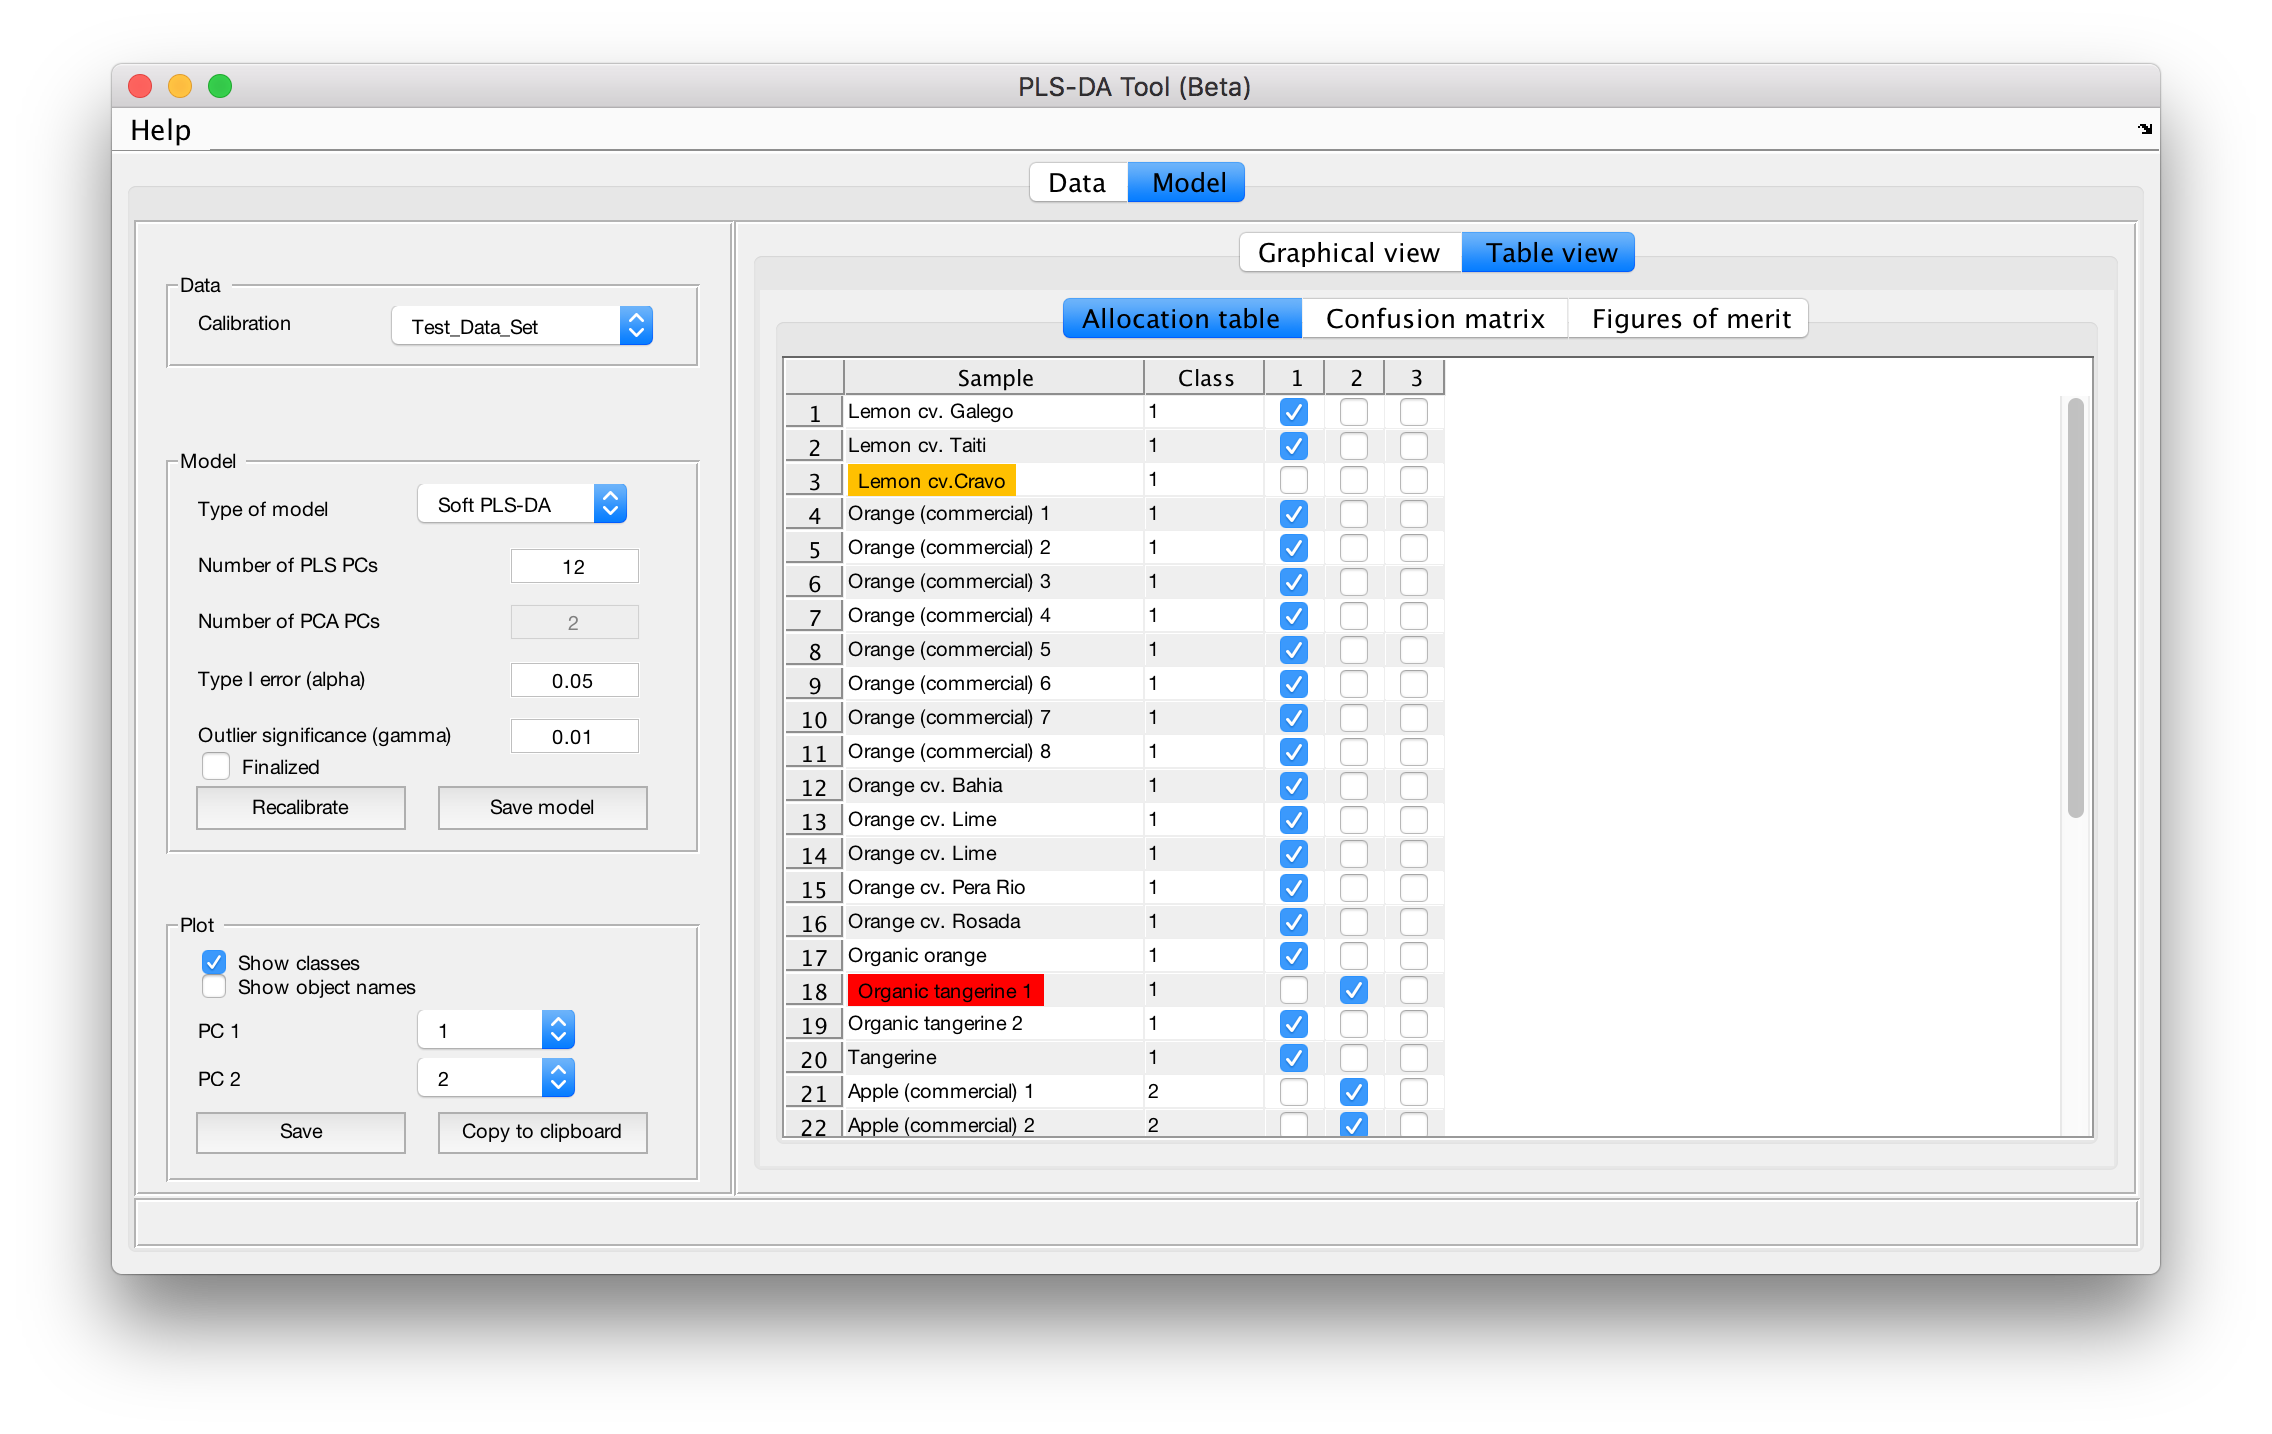 PLS-DA Tool (Beta)
Help
Data Model
Data
Calibration Test_Data_Set
Model
Type of model Soft PLS-DA
Number of PLS PCs 12
Number of PCA PCs 2
Type I error (alpha) 0.05
Outlier significance (gamma) 0.01
Finalized
Recalibrate Save model
Plot
Show classes
Show object names
PC 1 1
PC 2 2
Save Copy to clipboard
Graphical view Table view
Allocation table Confusion matrix Figures of merit
Sample Class 1 2 3
1 Lemon cv. Galego 1
2 Lemon cv. Taiti 1
3 Lemon cv.Cravo 1
4 Orange (commercial) 1 1
5 Orange (commercial) 2 1
6 Orange (commercial) 3 1
7 Orange (commercial) 4 1
8 Orange (commercial) 5 1
9 Orange (commercial) 6 1
10 Orange (commercial) 7 1
11 Orange (commercial) 8 1
12 Orange cv. Bahia 1
13 Orange cv. Lime 1
14 Orange cv. Lime 1
15 Orange cv. Pera Rio 1
16 Orange cv. Rosada 1
17 Organic orange 1
18 Organic tangerine 1 1
19 Organic tangerine 2 1
20 Tangerine 1
21 Apple (commercial) 1 2
22 Apple (commercial) 2 2